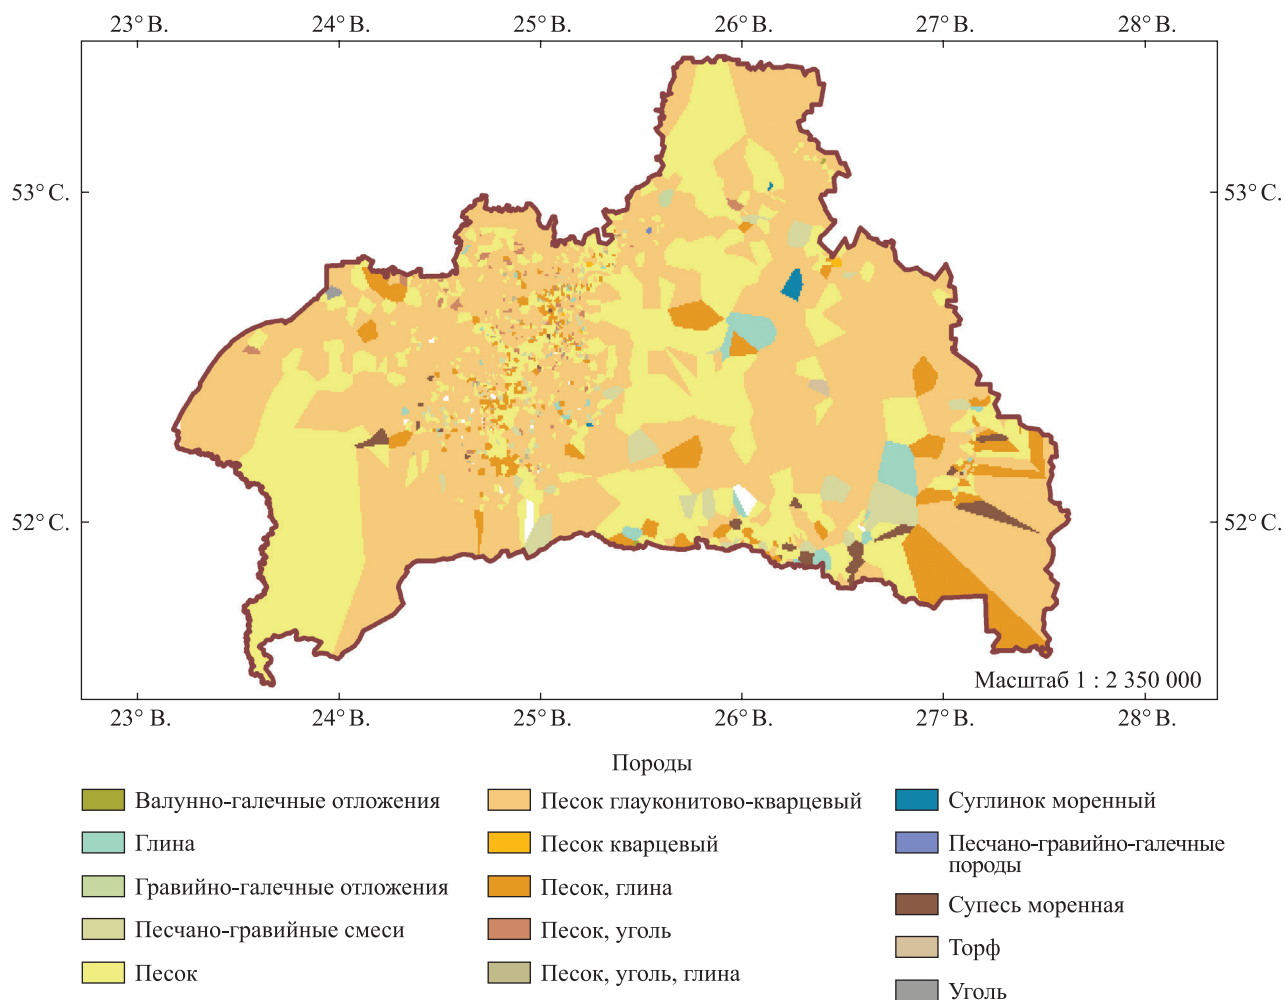 23° В. 24° В. 25° В. 26° В. 27° В. 28° В.
53° С. 53° С.
52° С. 52° С.
Масштаб 1 : 2 350 000
23° В. 24° В. 25° В. 26° В. 27° В. 28° В.
Породы
Валунно-галечные отложения
Глина
Гравийно-галечные отложения
Песчано-гравийные смеси
Песок
Песок глауконитово-кварцевый
Песок кварцевый
Песок, глина
Песок, уголь
Песок, уголь, глина
Суглинок моренный
Песчано-гравийно-галечные
породы
Супесь моренная
Торф
Уголь